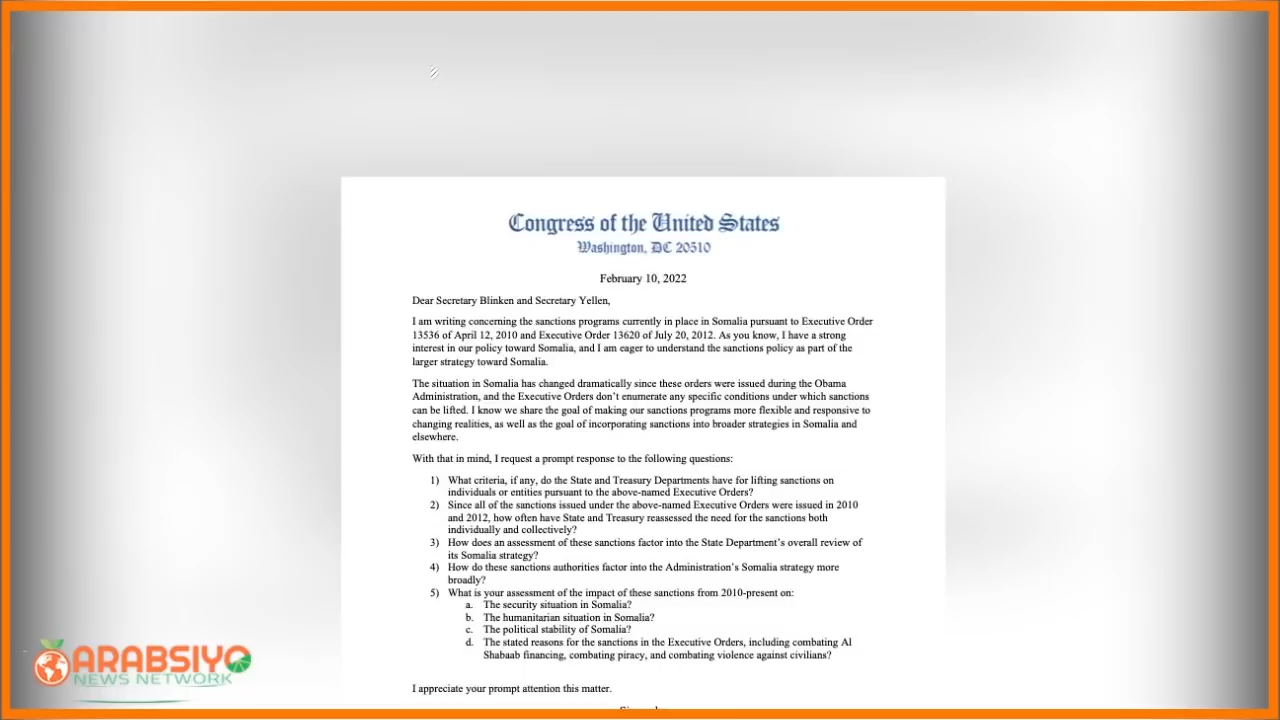 Congress of the United States
Washington, DC 20510
February 10, 2022
Dear Secretary Blinken and Secretary Yellen,
I am writing concerning the sanctions programs currently in place in Somalia pursuant to Executive Order
13536 of April 12, 2010 and Executive Order 13620 of July 20, 2012. As you know, I have a strong
interest in our policy toward Somalia, and I am eager to understand the sanctions policy as part of the
larger strategy toward Somalia.
The situation in Somalia has changed dramatically since these orders were issued during the Obama
Administration, and the Executive Orders don't enumerate any specific conditions under which sanctions
can be lifted. I know we share the goal of making our sanctions programs more flexible and responsive to
changing realities, as well as the goal of incorporating sanctions into broader strategies in Somalia and
elsewhere.
With that in mind, I request a prompt response to the following questions:
1) What criteria, if any, do the State and Treasury Departments have for lifting sanctions on
individuals or entities pursuant to the above-named Executive Orders?
2) Since all of the sanctions issued under the above-named Executive Orders were issued in 2010
and 2012, how often have State and Treasury reassessed the need for the sanctions both
individually and collectively?
3) How does an assessment of these sanctions factor into the State Department's overall review of
its Somalia strategy?
4) How do these sanctions authorities factor into the Administration's Somalia strategy more
broadly?
5) What is your assessment of the impact of these sanctions from 2010-present on:
a. The security situation in Somalia?
b. The humanitarian situation in Somalia?
c. The political stability of Somalia?
d. The stated reasons for the sanctions in the Executive Orders, including combating Al
Shabaab financing, combating piracy, and combating violence against civilians?
I appreciate your prompt attention this matter.
ARABSIYO
NEWS NETWORK